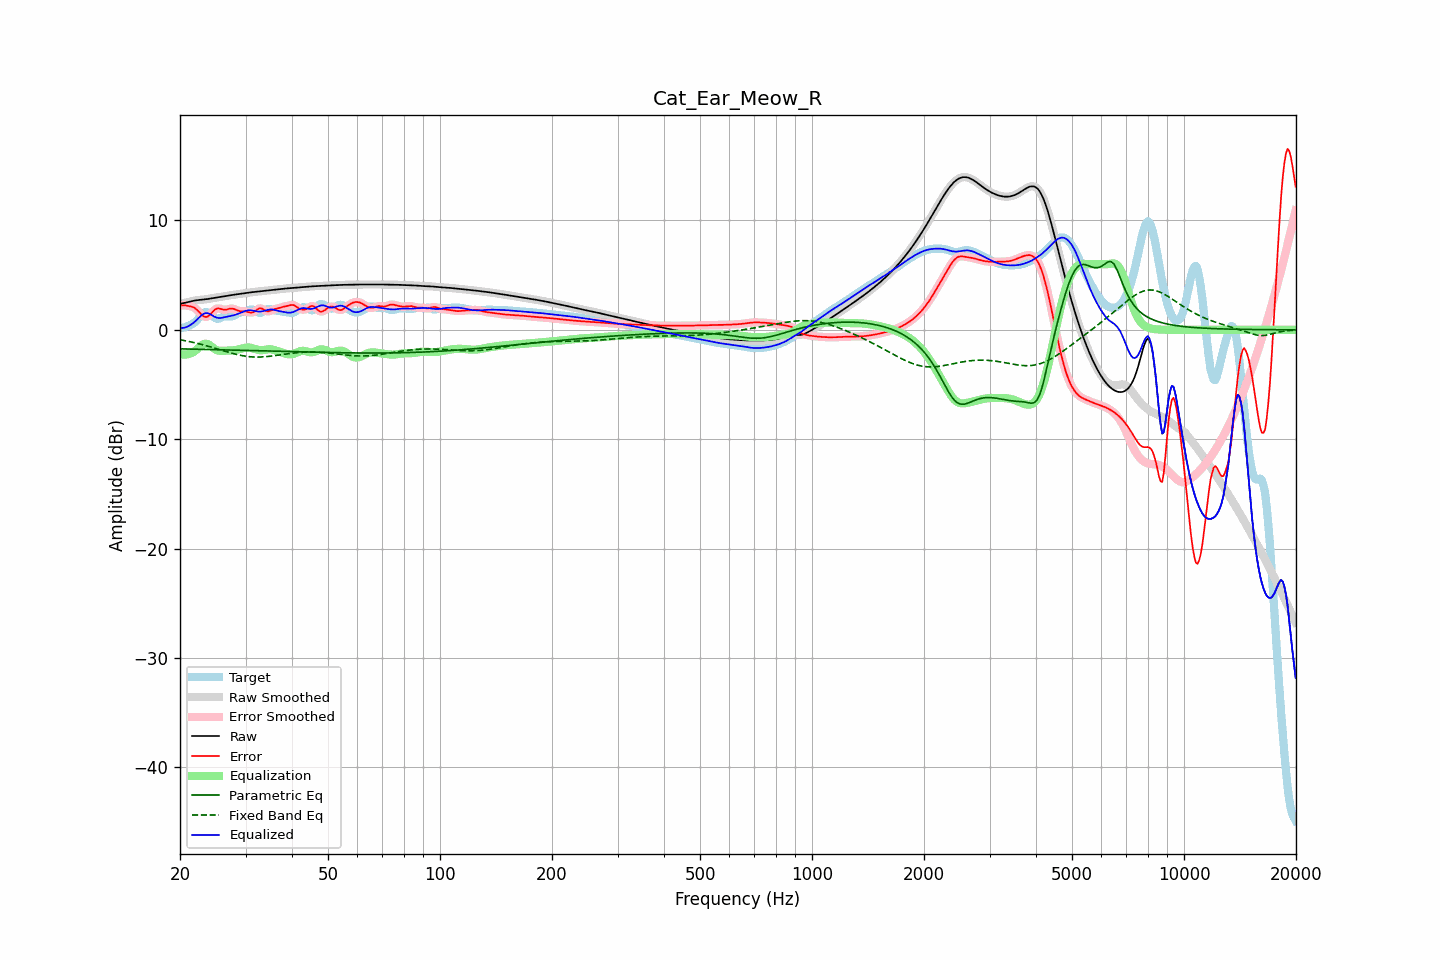 Cat_Ear_Meow_R
Amplitude (dBr)
10
0
−10
−20
−30
−40
Target
Raw Smoothed
Error Smoothed
Raw
Error
Equalization
Parametric Eq
Fixed Band Eq
Equalized
20 50 100 200 500 1000 2000 5000 10000 20000
Frequency (Hz)